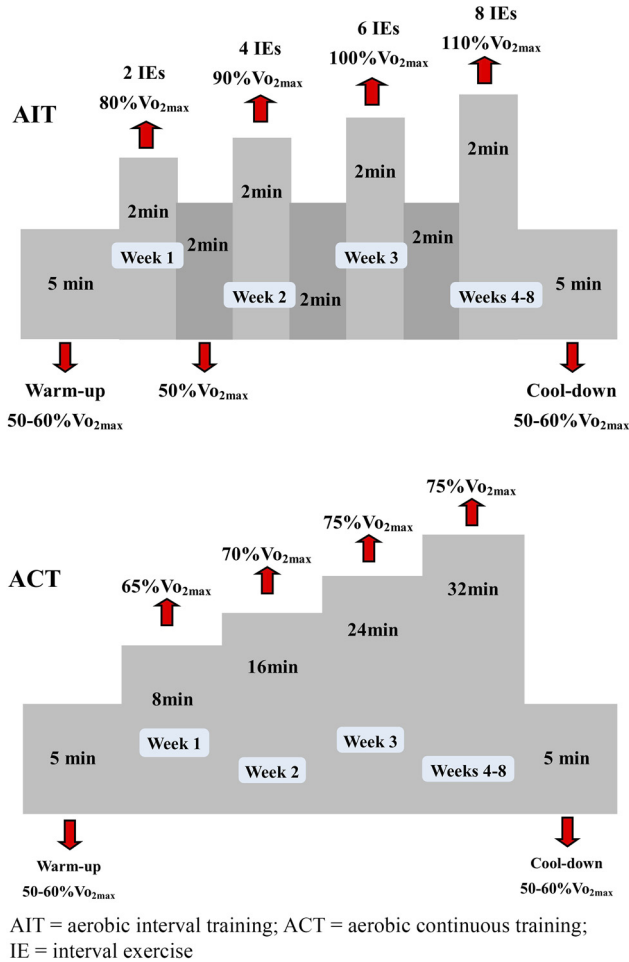 8 IEs
6 IEs
110%Vo2max
4 IEs
100%Vo2max
2 IEs
90%Vo2max
80%Vo2max
AIT
2min
2min
2min
2min
2min
2min
Week 1
Week 3
5 min
2min
Week 2
Weeks 4-8
5 min
Warm-up
50%Vo2max
Cool-down
50-60%Vo2max
50-60%Vo2max
75%Vo2max
75%Vo2max
70%Vo2max
ACT
65%Vo2max
32min
24min
16min
8min
Week 1
Week 3
5 min
Week 2
Weeks 4-8
5 min
Warm-up
Cool-down
50-60%Vo2max
50-60%Vo2max
AIT = aerobic interval training; ACT = aerobic continuous training;
IE = interval exercise